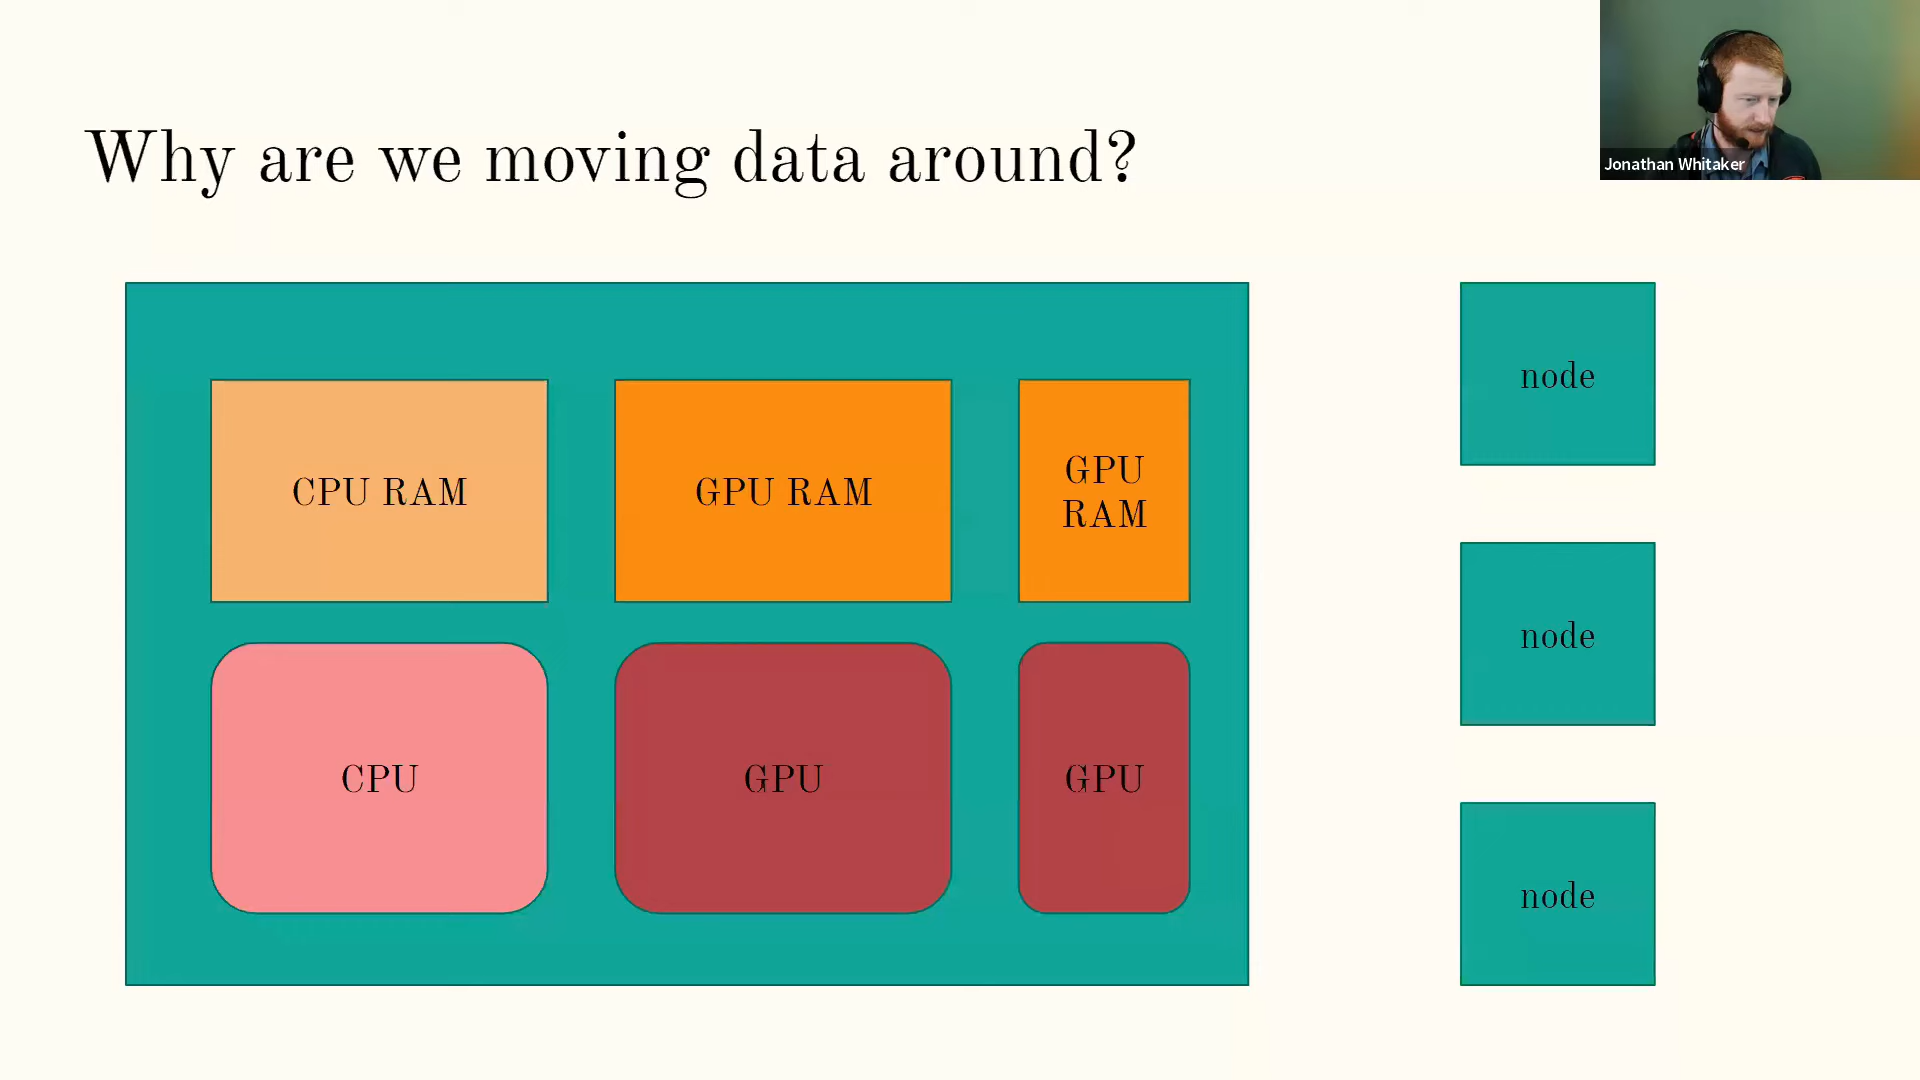 Why are we moving data around?
Jonathan Whitaker
CPU RAM
GPU RAM
GPU
RAM
CPU
GPU
GPU
node
node
node